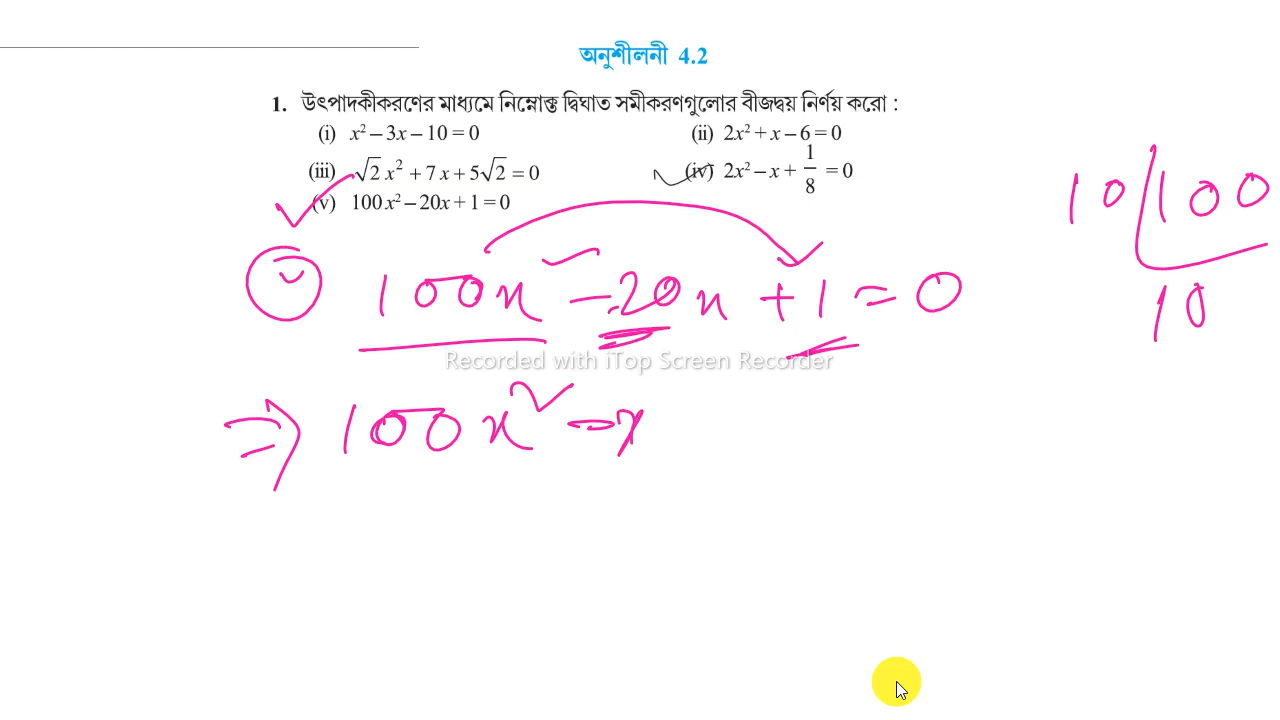 অনুশীলনী 4.2
1. উৎপাদকীকরণের মাধ্যমে নিম্নোক্ত দ্বিঘাত সমীকরণগুলোর বীজদ্বয় নির্ণয় করো :
(i) x² – 3x – 10 = 0 (ii) 2x² + x – 6 = 0
(iii) √2 x² + 7x + 5√2 = 0 (iv) 2x² – x + 1/8 = 0
(v) 100x² – 20x + 1 = 0
10 | 100
10
100x² – 20x + 1 = 0
Recorded with iTop Screen Recorder
⇒ 100x² –